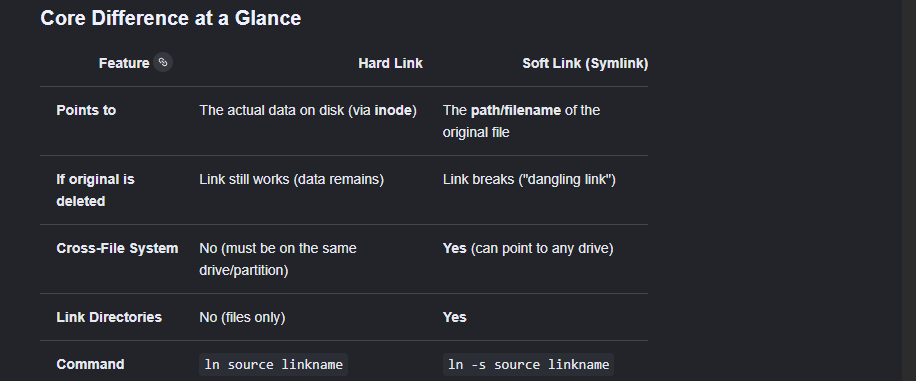 Core Difference at a Glance
Feature Hard Link Soft Link (Symlink)
Points to The actual data on disk (via inode) The path/filename of the
original file
If original is Link still works (data remains) Link breaks ("dangling link")
deleted
Cross-File System No (must be on the same Yes (can point to any drive)
drive/partition)
Link Directories No (files only) Yes
Command ln source linkname ln -s source linkname